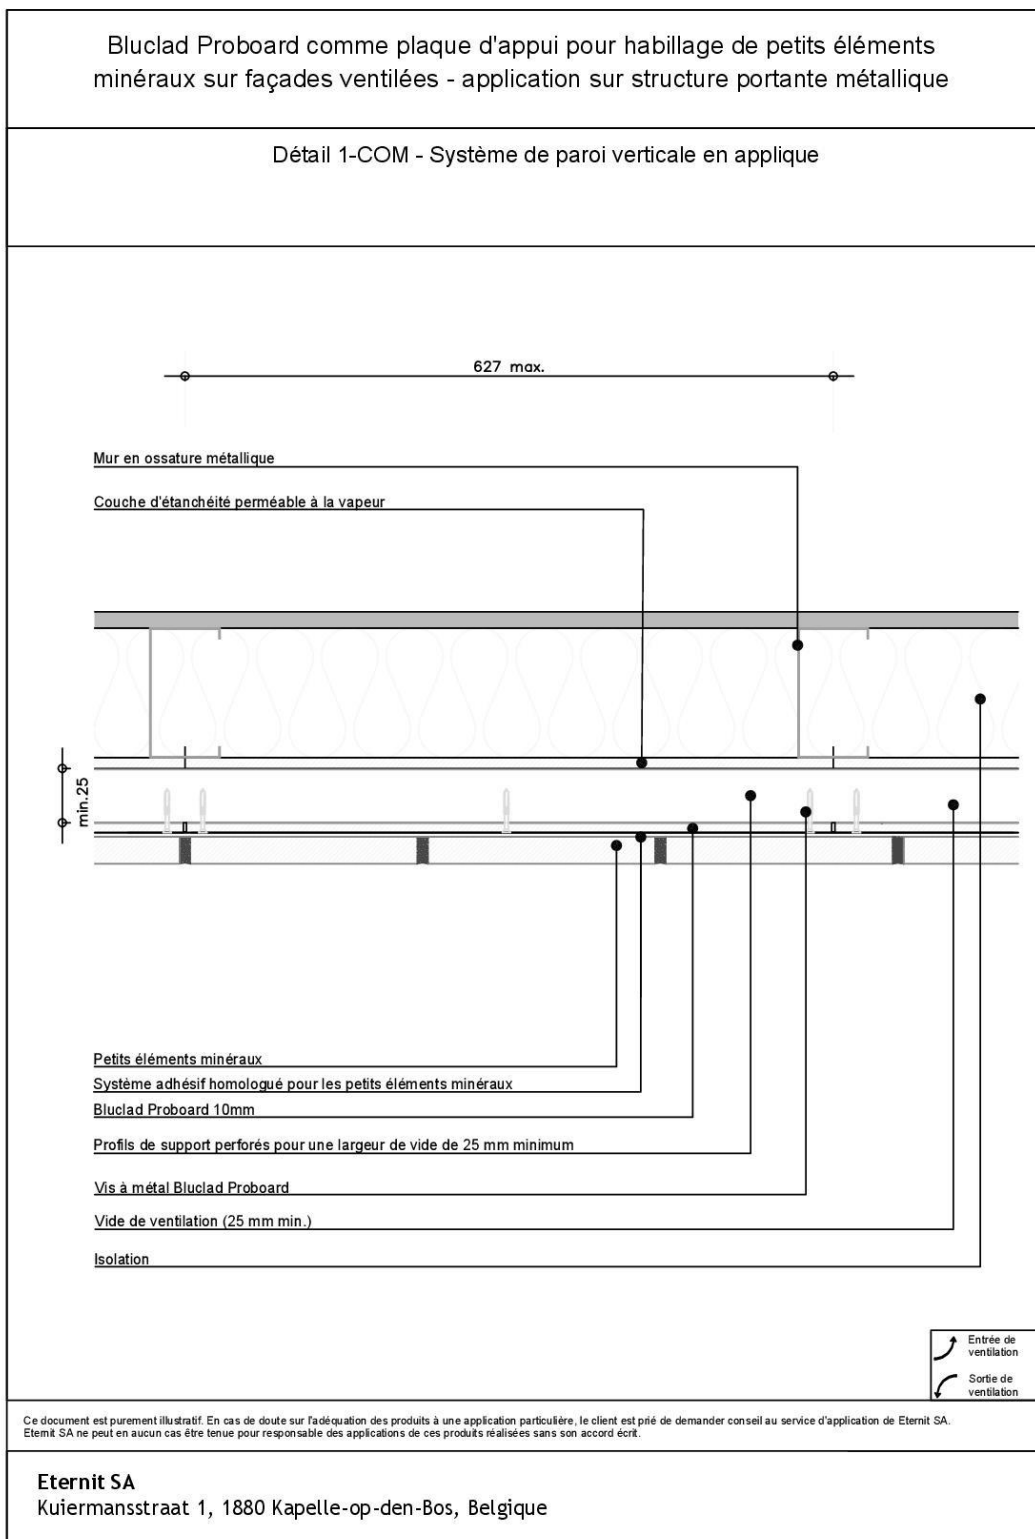 Bluclad Proboard comme plaque d'appui pour habillage de petits éléments
minéraux sur façades ventilées - application sur structure portante métallique
Détail 1-COM - Système de paroi verticale en applique
627 max.
Mur en ossature métallique
Couche d'étanchéité perméable à la vapeur
min.25
Petits éléments minéraux
Système adhésif homologué pour les petits éléments minéraux
Bluclad Proboard 10mm
Profils de support perforés pour une largeur de vide de 25 mm minimum
Vis à métal Bluclad Proboard
Vide de ventilation (25 mm min.)
Isolation
Entrée de
ventilation
Sortie de
ventilation
Ce document est purement illustratif. En cas de doute sur l'adéquation des produits à une application particulière, le client est prié de demander conseil au service d'application de Eternit SA.
Eternit SA ne peut en aucun cas être tenue pour responsable des applications de ces produits réalisées sans son accord écrit.
Eternit SA
Kuiermansstraat 1, 1880 Kapelle-op-den-Bos, Belgique